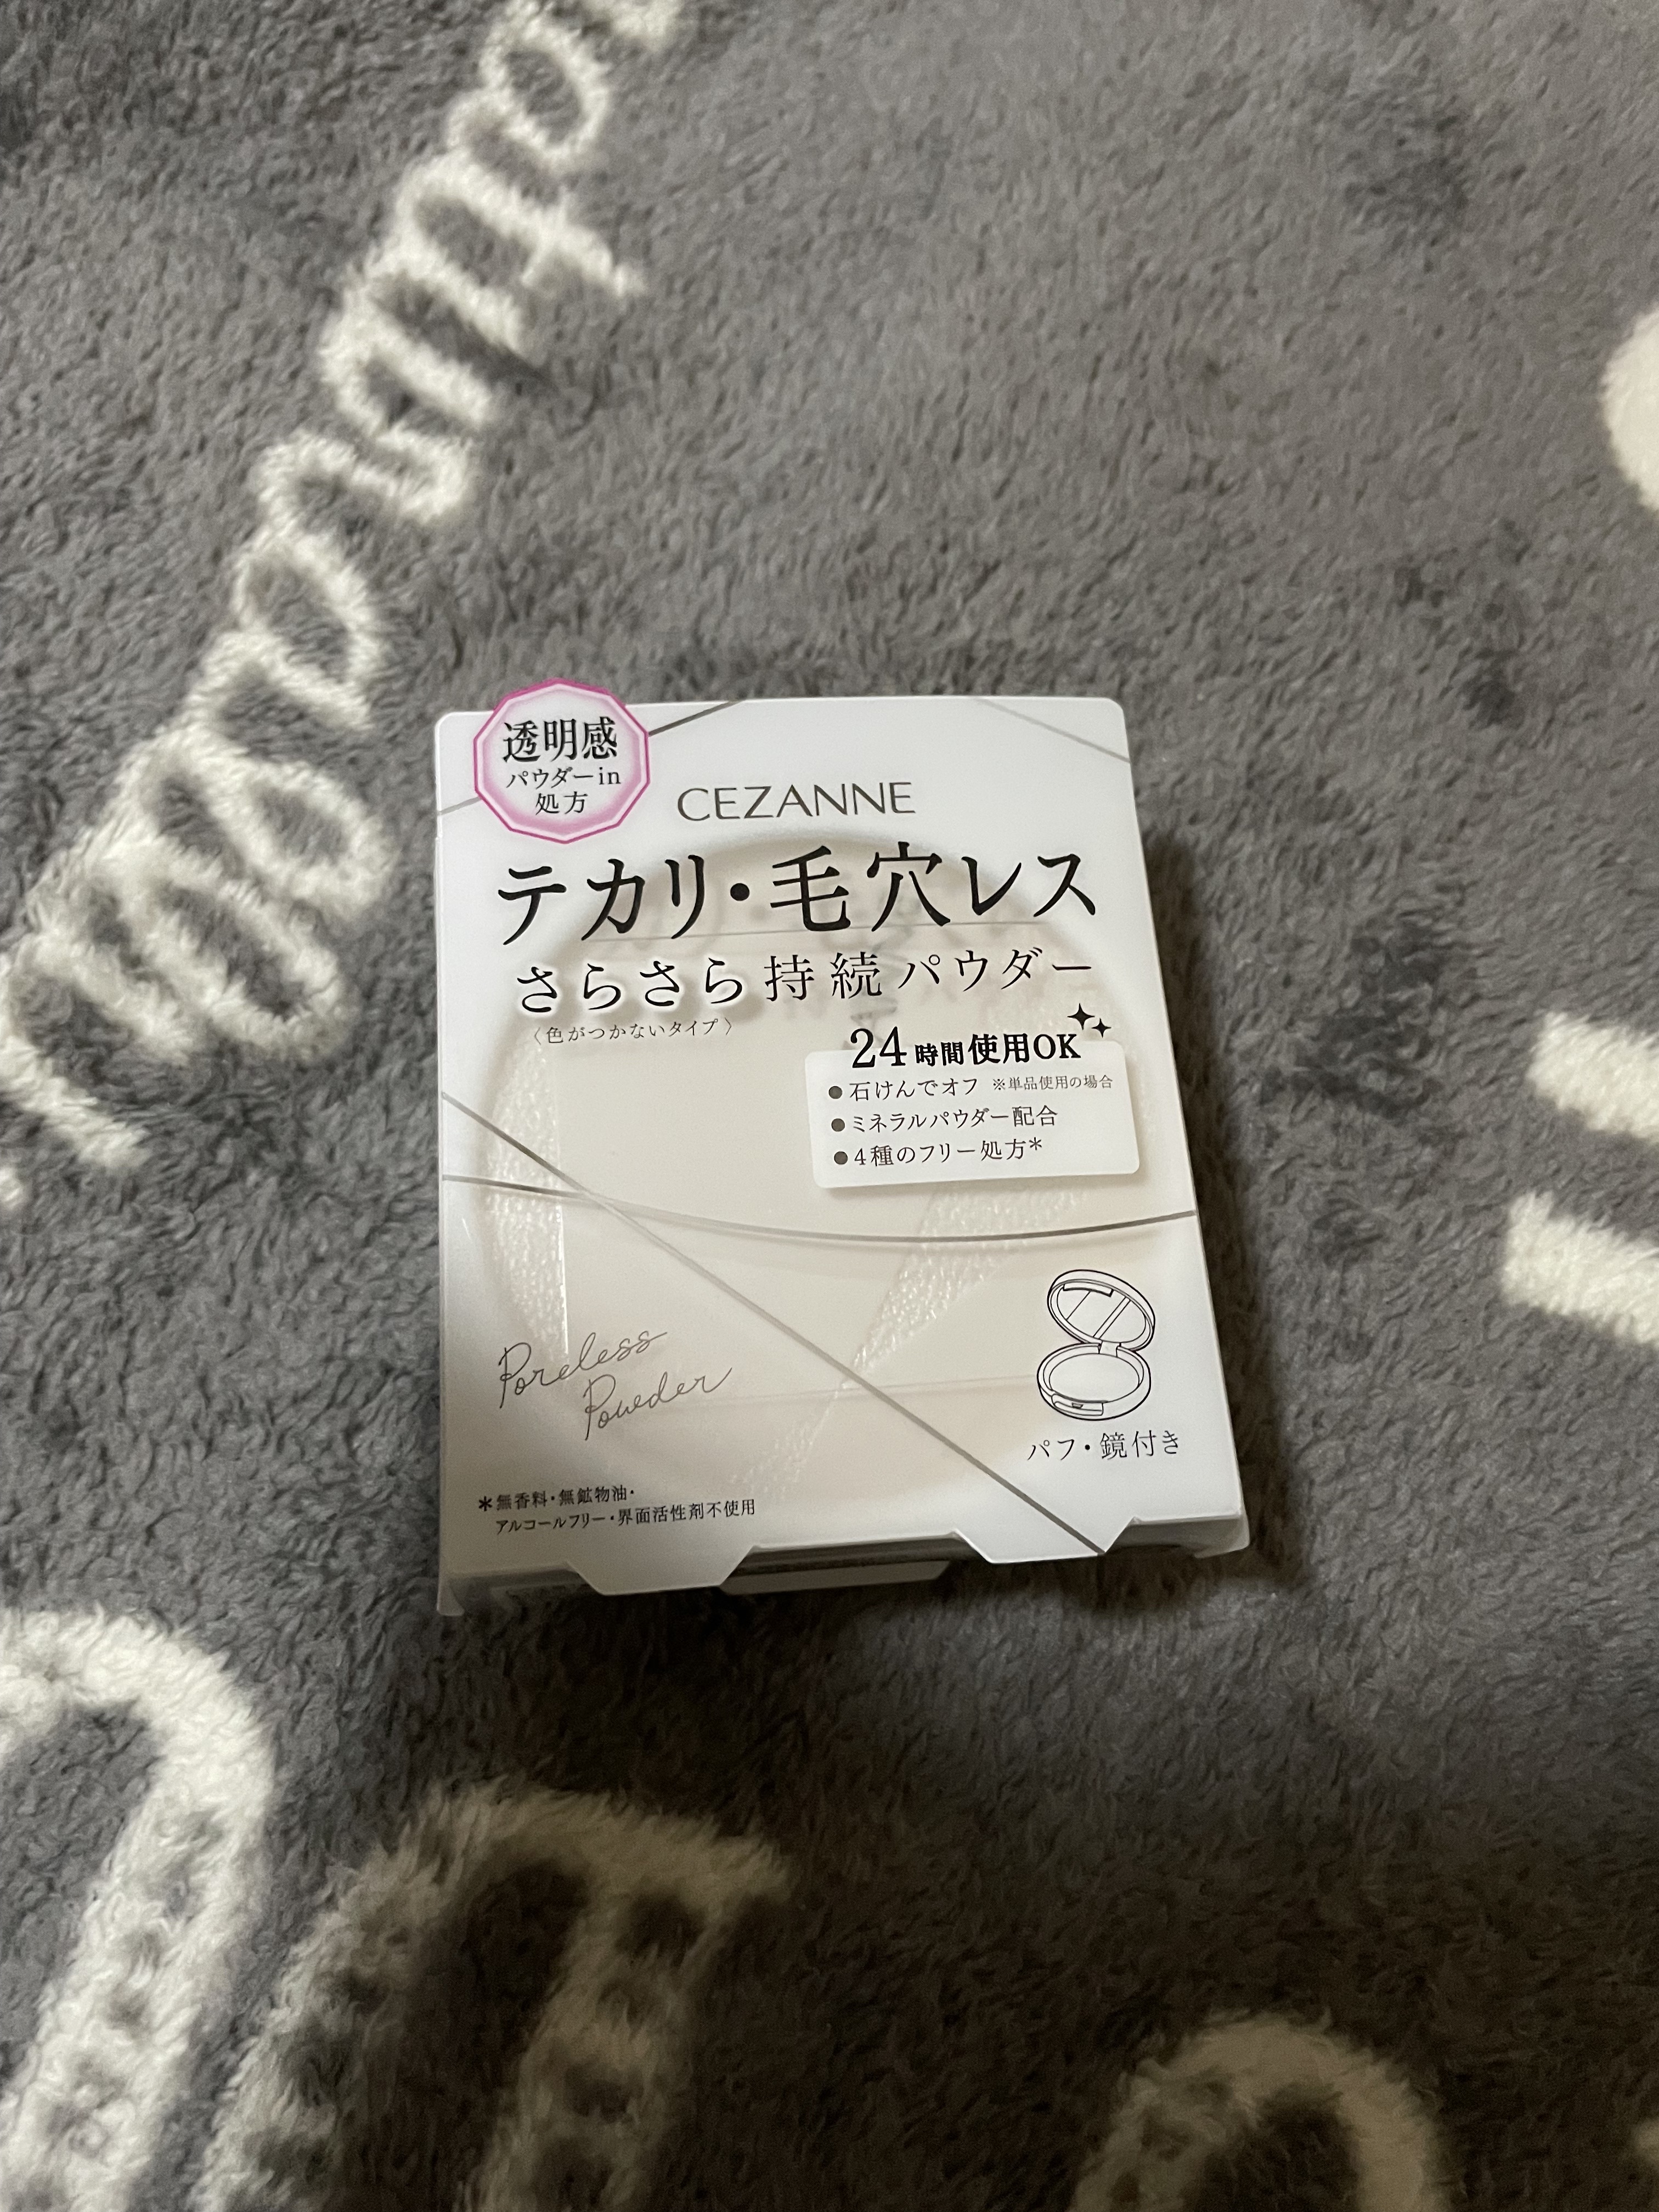 透明感
パウダーin
処方
CEZANNE
テカリ・毛穴レス
さらさら持続パウダー
〈色がつかないタイプ〉
24時間使用OK
●石けんでオフ ※単品使用の場合
●ミネラルパウダー配合
●4種のフリー処方*
Poreless
Powder
パフ・鏡付き
*無香料・無鉱物油・
アルコールフリー・界面活性剤不使用